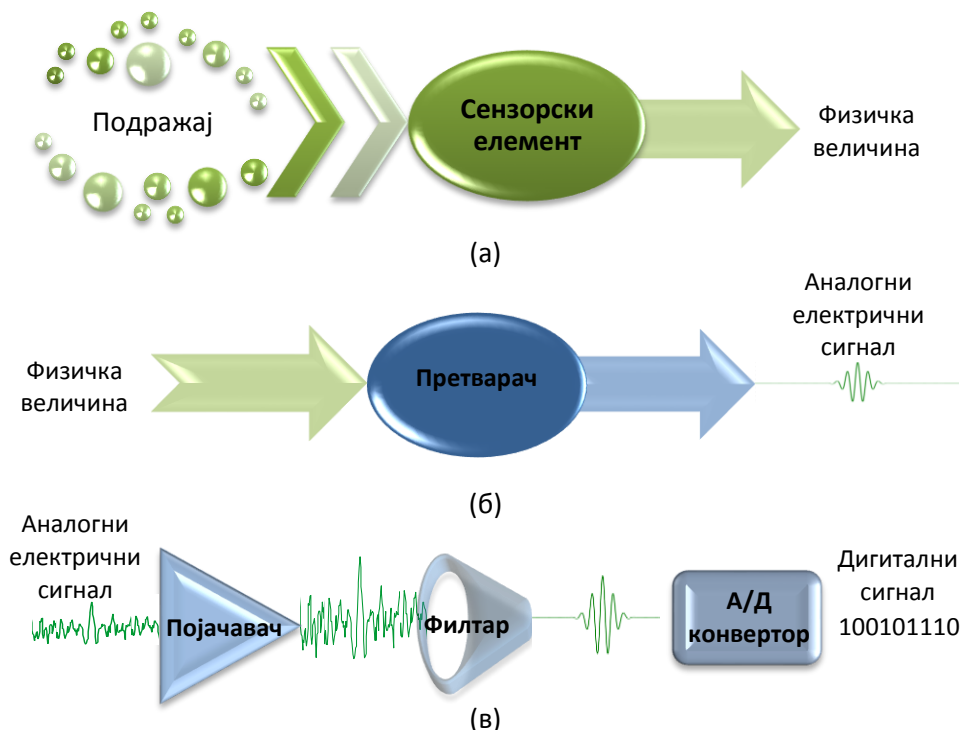 Подражај
Сензорски
елемент
Физичка
величина
(а)
Физичка
величина
Претварач
Аналогни
електрични
сигнал
(б)
Аналогни
електрични
сигнал
Појачавач
Филтар
А/Д
конвертор
Дигитални
сигнал
100101110
(в)